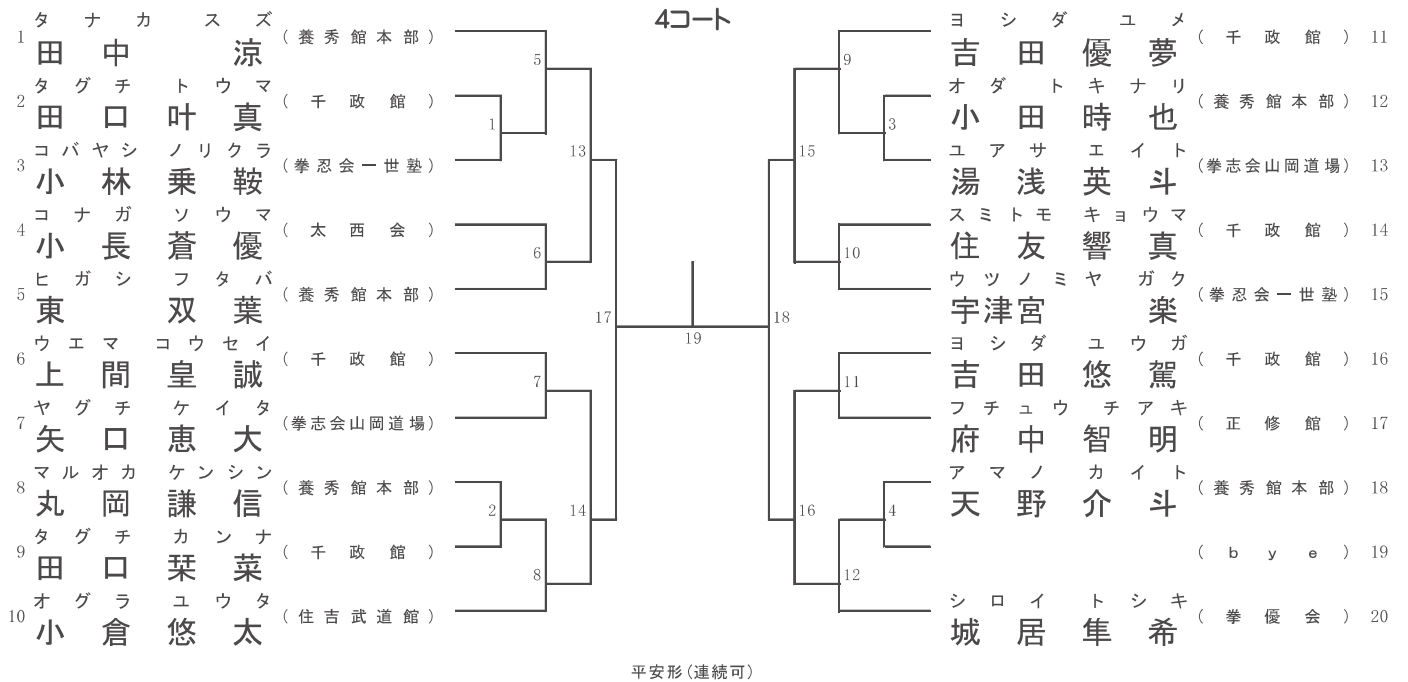 4コート
タナカ スズ
1 田中 涼 (養秀館本部)
タグチ トウマ
2 田口叶真 (千政館)
コバヤシ ノリクラ
3 小林乗鞍 (拳忍会一世塾)
コナガ ソウマ
4 小長蒼優 (太西会)
ヒガシ フタバ
5 東 双葉 (養秀館本部)
ウエマ コウセイ
6 上間皇誠 (千政館)
ヤグチ ケイタ
7 矢口恵大 (拳志会山岡道場)
マルオカ ケンシン
8 丸岡謙信 (養秀館本部)
タグチ カンナ
9 田口栞菜 (千政館)
オグラ ユウタ
10 小倉悠太 (住吉武道館)
5
1
13
6
17
7
2
14
8
19
9
3
15
10
18
11
4
16
12
ヨシダ ユメ
吉田優夢 (千政館) 11
オダ トキナリ
小田時也 (養秀館本部) 12
ユアサ エイト
湯浅英斗 (拳志会山岡道場) 13
スミトモ キョウマ
住友響真 (千政館) 14
ウツノミヤ ガク
宇津宮 楽 (拳忍会一世塾) 15
ヨシダ ユウガ
吉田悠駕 (千政館) 16
フチュウ チアキ
府中智明 (正修館) 17
アマノ カイト
天野介斗 (養秀館本部) 18
(bye) 19
シロイ トシキ
城居隼希 (拳優会) 20
平安形(連続可)